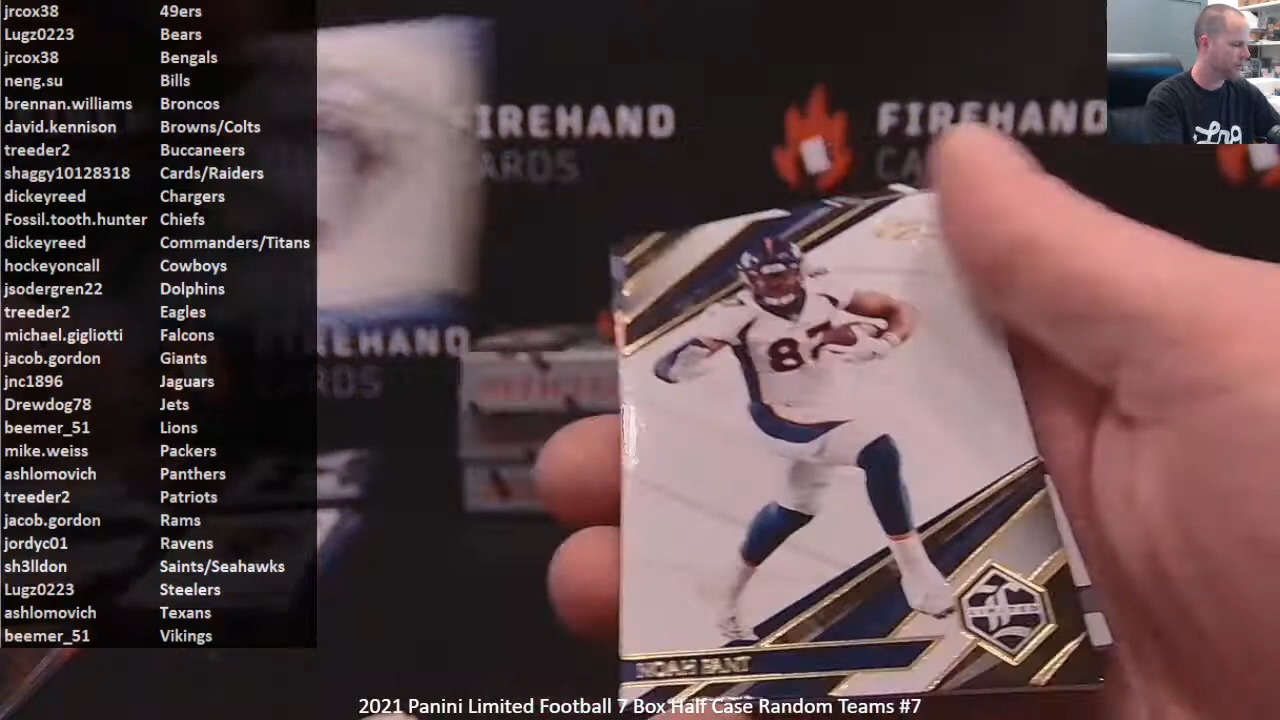 jrcox38 49ers
Lugz0223 Bears
jrcox38 Bengals
neng.su Bills
brennan.williams Broncos
david.kennison Browns/Colts
treeder2 Buccaneers
shaggy10128318 Cards/Raiders
dickeyreed Chargers
Fossil.tooth.hunter Chiefs
dickeyreed Commanders/Titans
hockeyoncall Cowboys
jsodergren22 Dolphins
treeder2 Eagles
michael.gigliotti Falcons
jacob.gordon Giants
jnc1896 Jaguars
Drewdog78 Jets
beemer_51 Lions
mike.weiss Packers
ashlomovich Panthers
treeder2 Patriots
jacob.gordon Rams
jordyc01 Ravens
sh3lldon Saints/Seahawks
Lugz0223 Steelers
ashlomovich Texans
beemer_51 Vikings
FIREHAND
CARDS
FIREHAND
CA
EHAND
CARDS
87
LIMITED
NOAH FANT
2021 Panini Limited Football 7 Box Half Case Random Teams #7